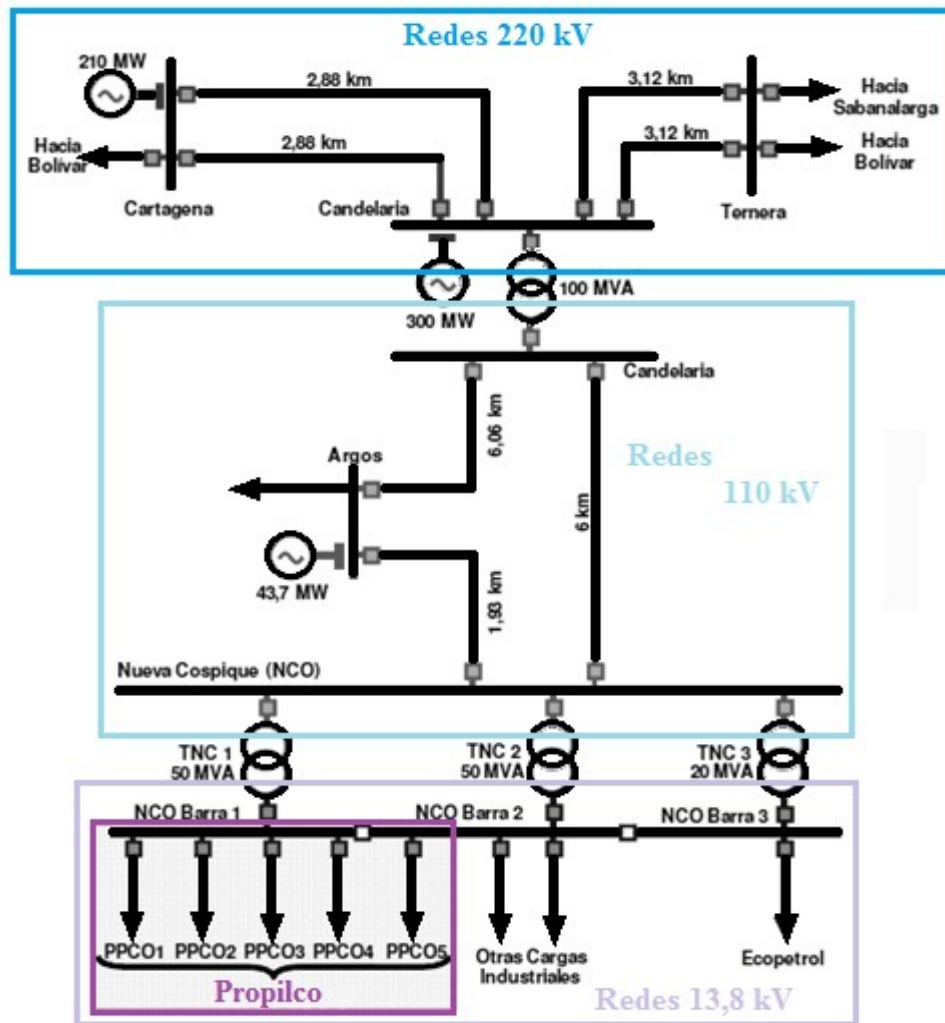 Redes 220 kV
210 MW
2,88 km
3,12 km
Hacia
Sabanalarga
Hacia
Bolívar
2,88 km
3,12 km
Hacia
Bolívar
Cartagena
Candelaria
Ternera
100 MVA
300 MW
Candelaria
6,06 km
Argos
Redes
110 kV
6 km
43,7 MW
1,93 km
Nueva Cospique (NCO)
TNC 1
50 MVA
TNC 2
50 MVA
TNC 3
20 MVA
NCO Barra 1
NCO Barra 2
NCO Barra 3
PPCO1
PPCO2
PPCO3
PPCO4
PPCO5
Otras Cargas
Industriales
Ecopetrol
Propilco
Redes 13,8 kV